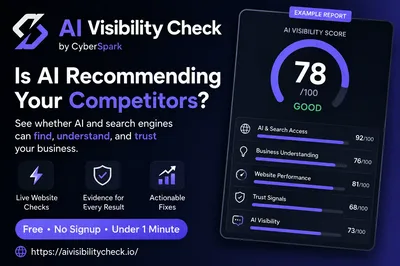 AI Visibility Check
by CyberSpark
Is AI Recommending
Your Competitors?
See whether AI and search engines
can find, understand, and trust
your business.
Live Website
Checks
Evidence for
Every Result
Actionable
Fixes
Free • No Signup • Under 1 Minute
https://aivisibilitycheck.io/
EXAMPLE REPORT
AI VISIBILITY SCORE
78
/100
GOOD
AI & Search Access
92/100
Business Understanding
76/100
Website Performance
81/100
Trust Signals
68/100
AI Visibility
73/100